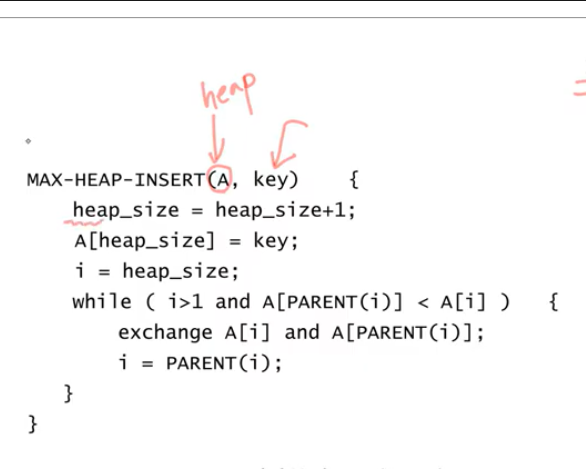 heap
MAX-HEAP-INSERT(A, key)    {
    heap_size = heap_size+1;
    A[heap_size] = key;
    i = heap_size;
    while ( i>1 and A[PARENT(i)] < A[i] )   {
        exchange A[i] and A[PARENT(i)];
        i = PARENT(i);
    }
}